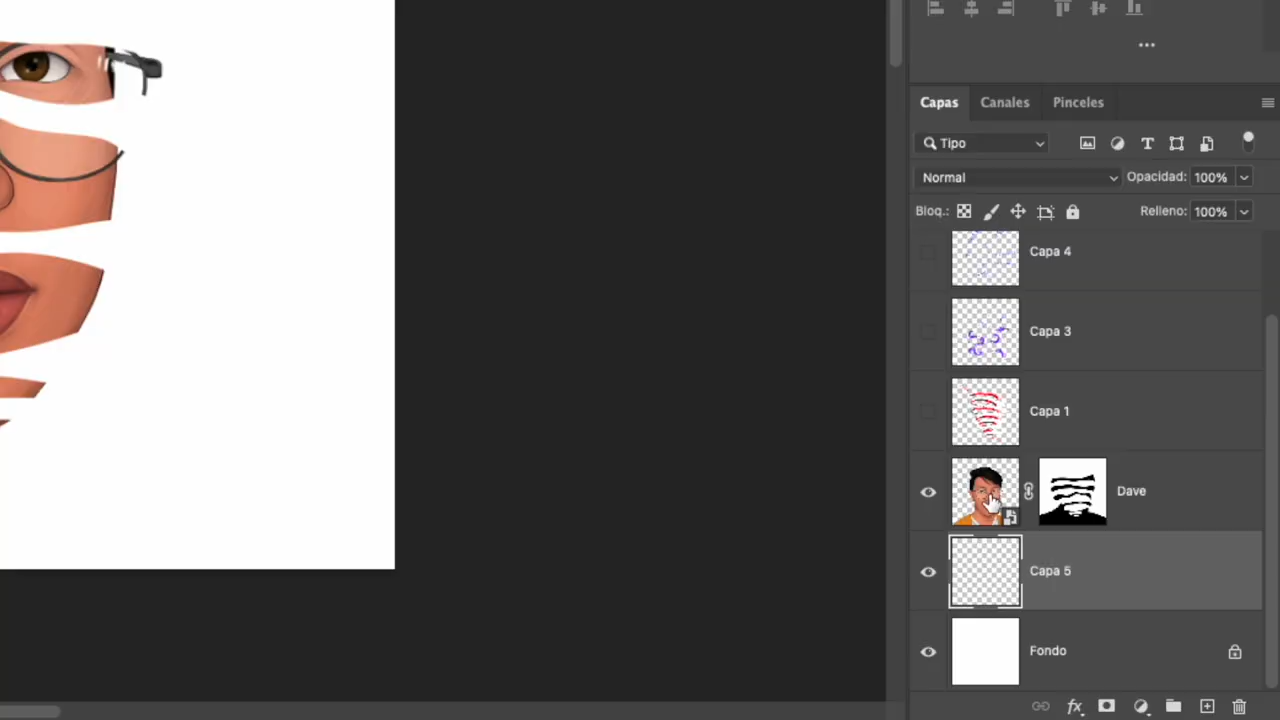 Capas Canales Pinceles
Tipo
Normal Opacidad: 100%
Bloq.: Relleno: 100%
Capa 4
Capa 3
Capa 1
Dave
Capa 5
Fondo
fx